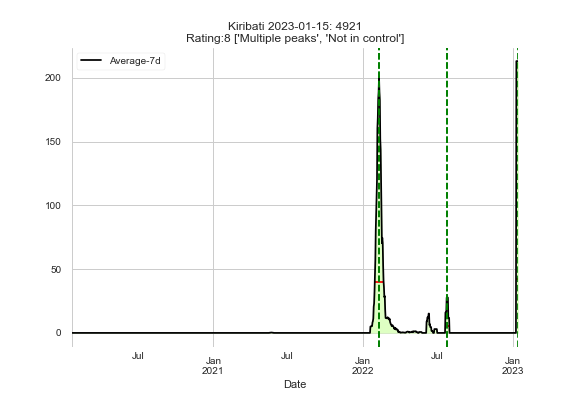 Kiribati 2023-01-15: 4921
Rating:8 ['Multiple peaks', 'Not in control']
Average-7d
200
150
100
50
0
Jul
Jan
2021
Jul
Jan
2022
Jul
Jan
2023
Date